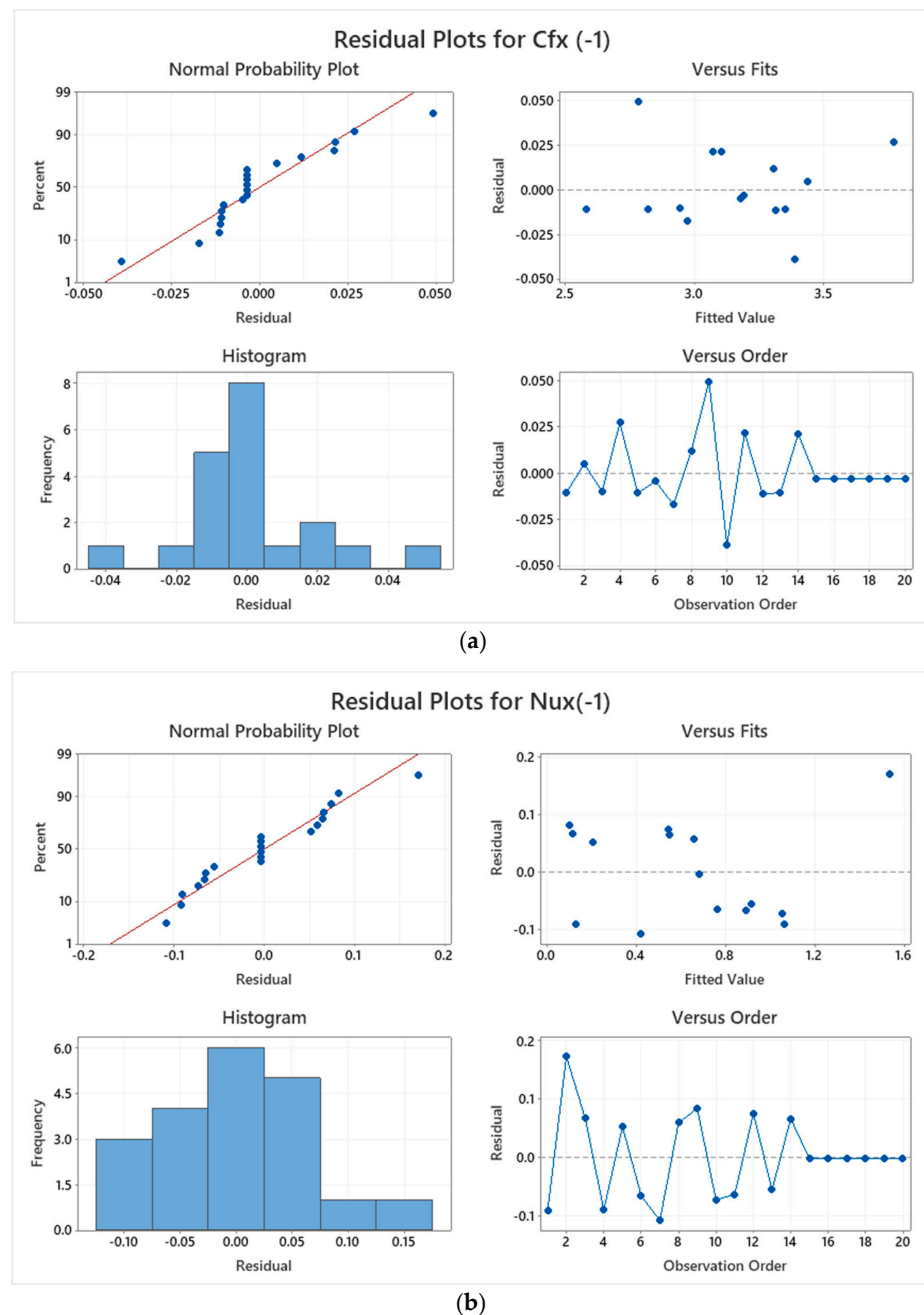 Residual Plots for Cfx (-1)
Normal Probability Plot
99
90
50
10
1
Percent
-0.050 -0.025 0.000 0.025 0.050
Residual
Versus Fits
0.050
0.025
0.000
-0.025
-0.050
Residual
2.5 3.0 3.5
Fitted Value
Histogram
8
6
4
2
0
Frequency
-0.04 -0.02 0.00 0.02 0.04
Residual
Versus Order
0.050
0.025
0.000
-0.025
-0.050
Residual
2 4 6 8 10 12 14 16 18 20
Observation Order
(a)
Residual Plots for Nux(-1)
Normal Probability Plot
99
90
50
10
1
Percent
-0.2 -0.1 0.0 0.1 0.2
Residual
Versus Fits
0.2
0.1
0.0
-0.1
Residual
0.0 0.4 0.8 1.2 1.6
Fitted Value
Histogram
6.0
4.5
3.0
1.5
0.0
Frequency
-0.10 -0.05 0.00 0.05 0.10 0.15
Residual
Versus Order
0.2
0.1
0.0
-0.1
Residual
2 4 6 8 10 12 14 16 18 20
Observation Order
(b)